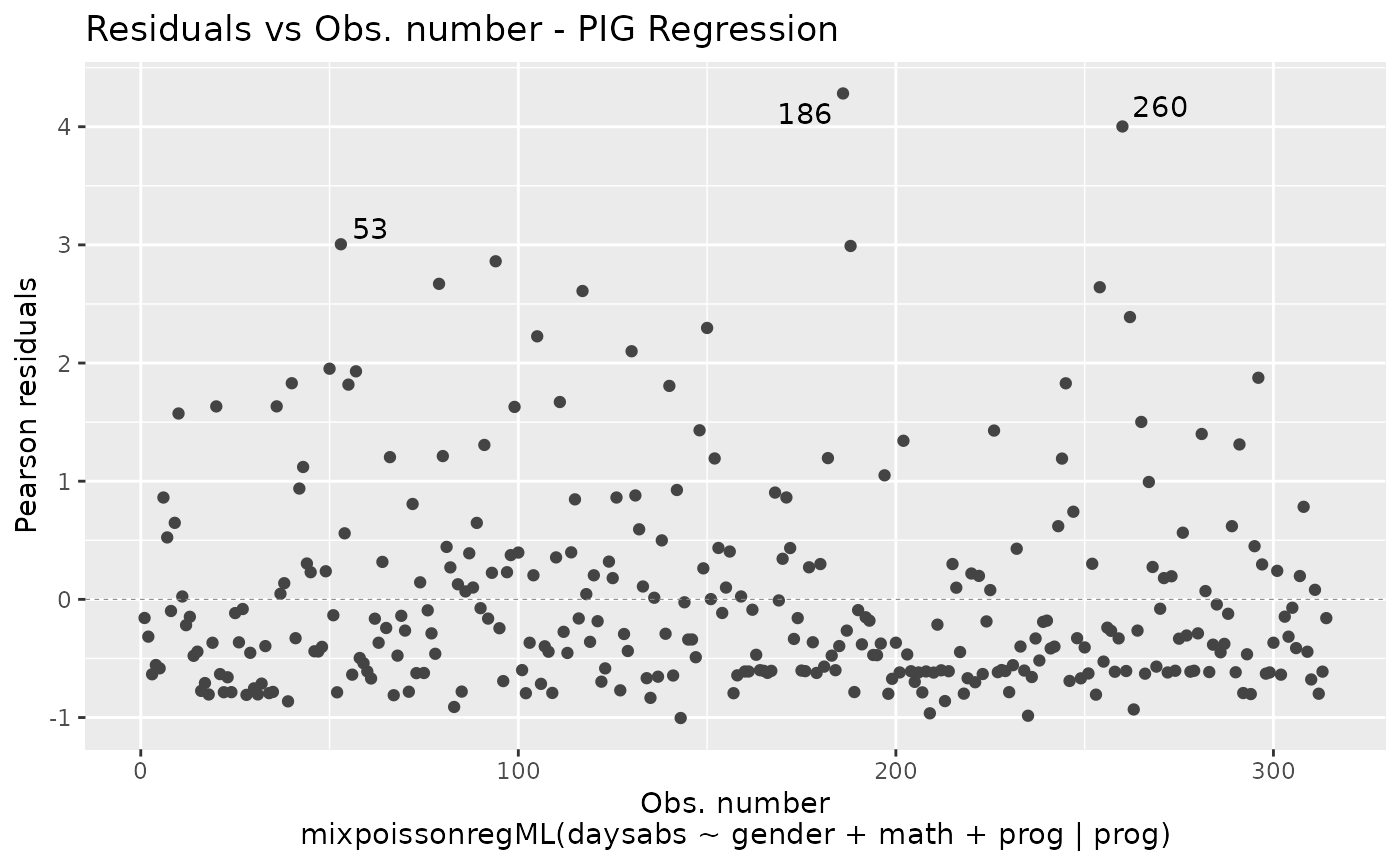 Residuals vs Obs. number - PIG Regression
186
260
53
4
3
2
1
0
-1
Pearson residuals
0 100 200 300
Obs. number
mixpoissonregML(daysabs ~ gender + math + prog | prog)